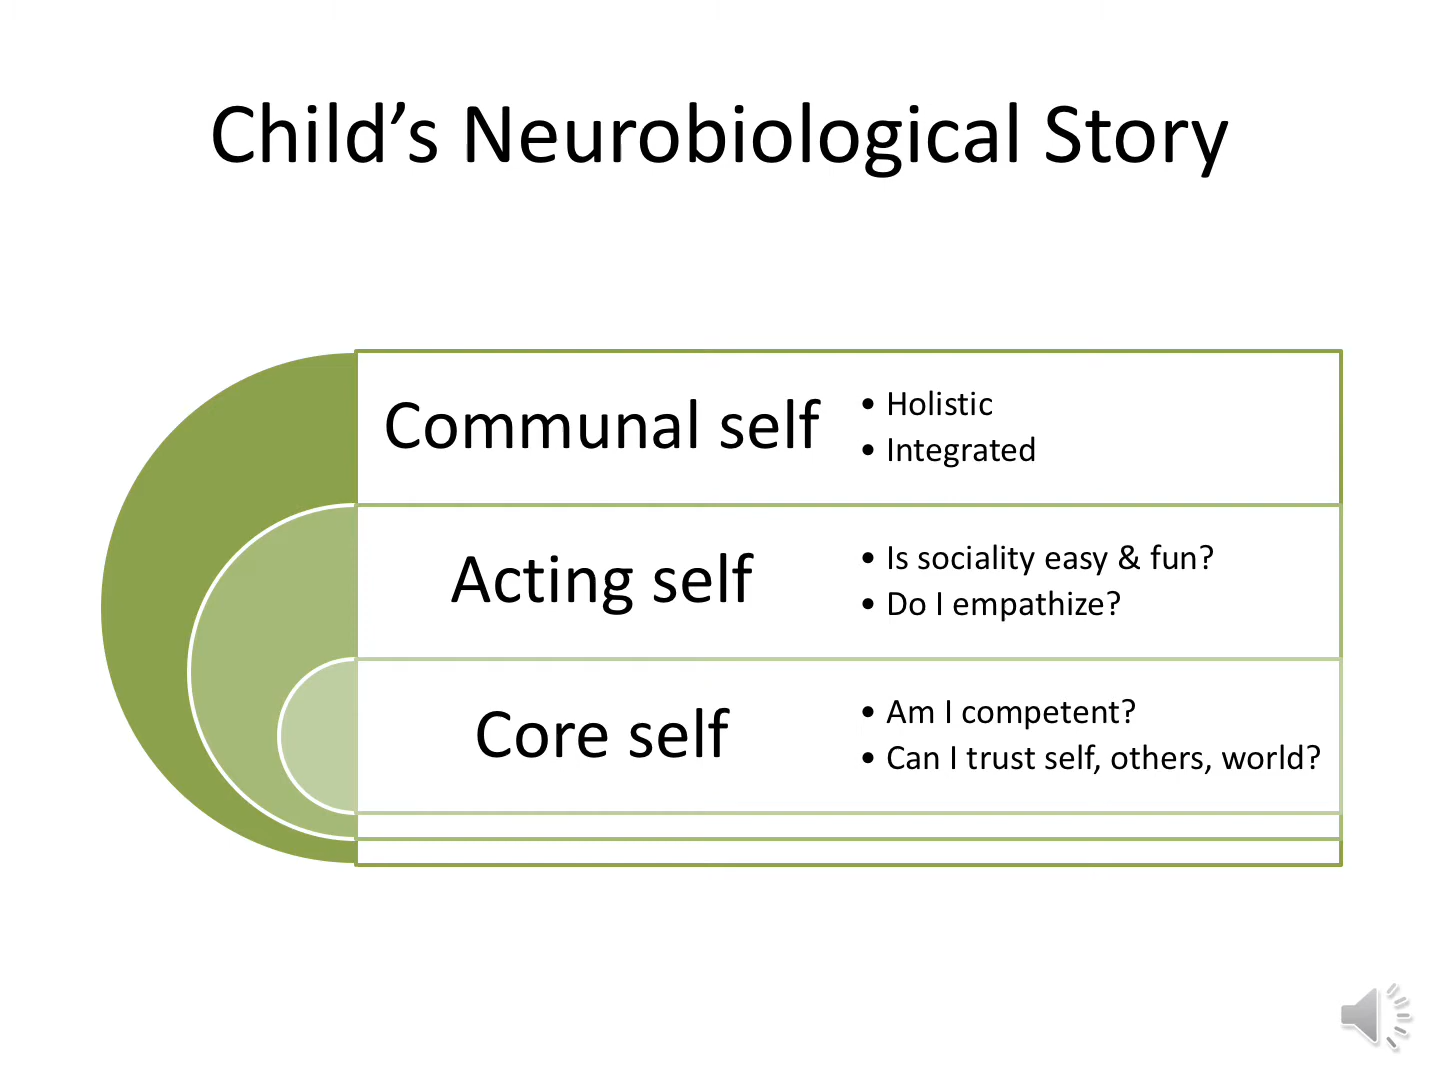 Child’s Neurobiological Story
Communal self
• Holistic
• Integrated
Acting self
• Is sociality easy & fun?
• Do I empathize?
Core self
• Am I competent?
• Can I trust self, others, world?